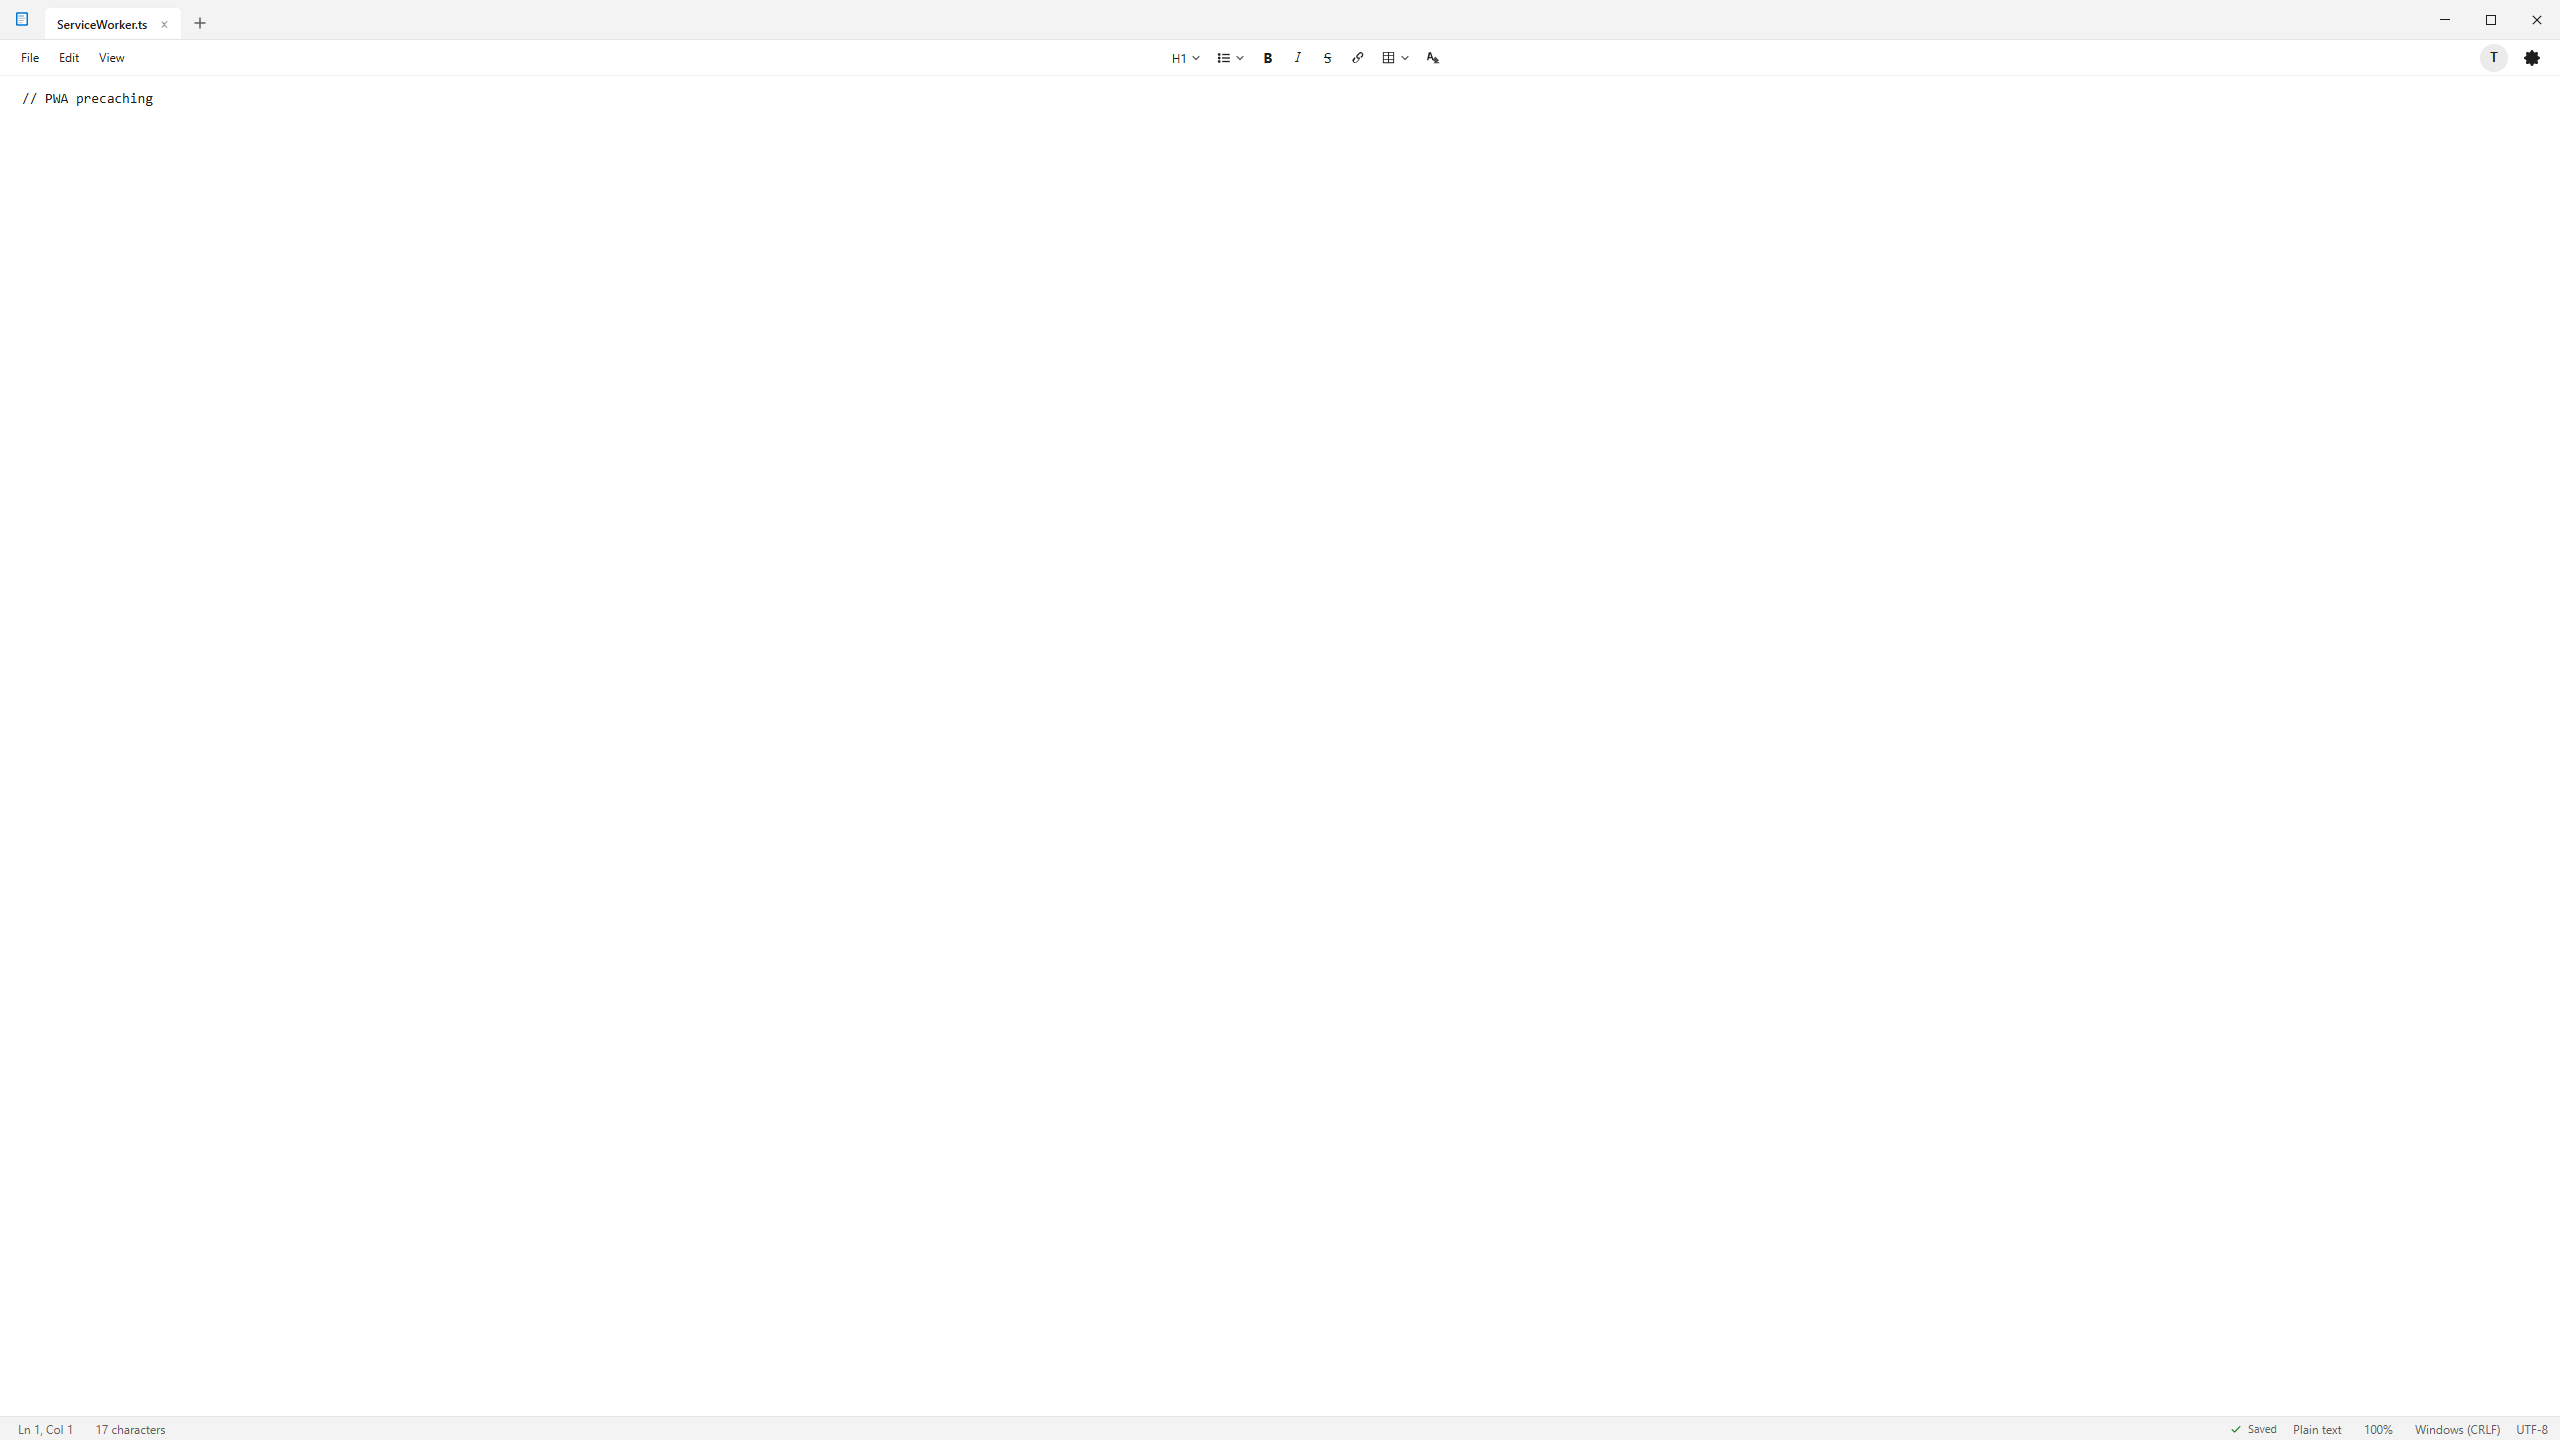 ServiceWorker.ts
File Edit View H1 B I S T
// PWA precaching
Ln 1, Col 1 17 characters Saved Plain text 100% Windows (CRLF) UTF-8